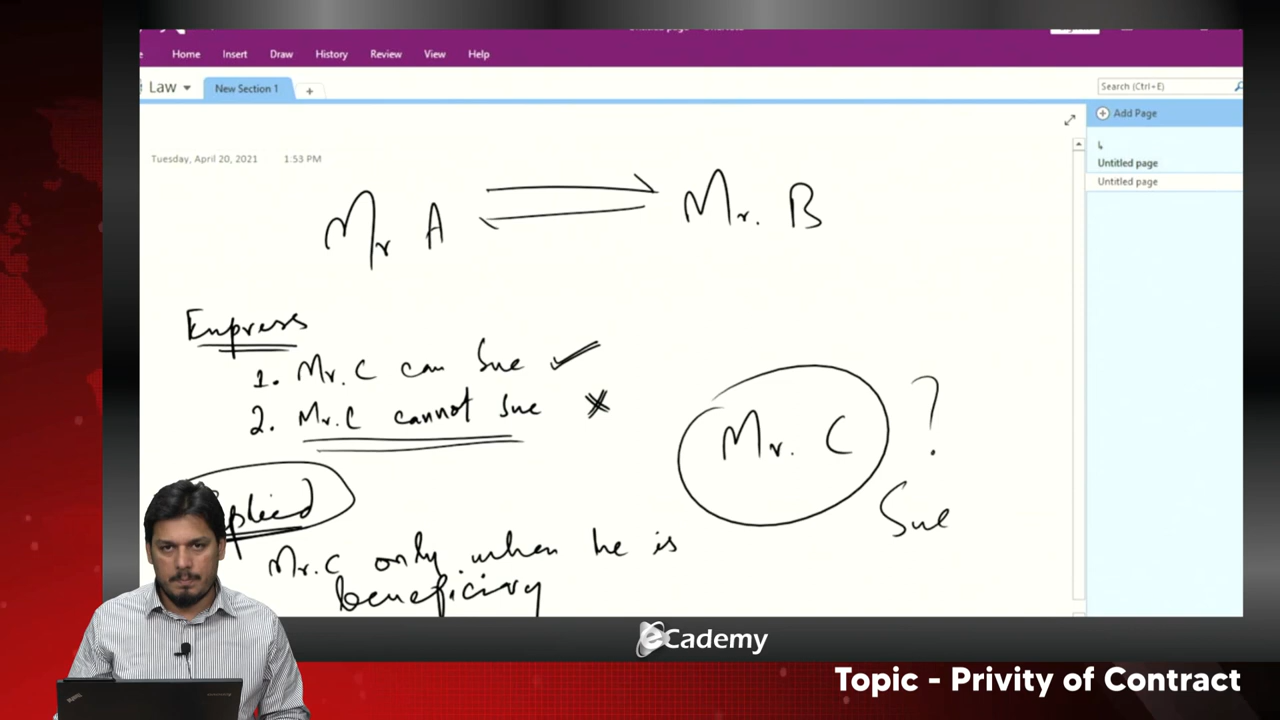 Home Insert Draw History Review View Help
Law New Section 1 +
Search (Ctrl+E)
Add Page
Untitled page
Untitled page
Tuesday, April 20, 2021 1:53 PM
Mr A Mr. B
Express
1. Mr. C can Sue ✓
2. Mr. C cannot Sue ×
Mr. C ?
Sue
Mr. C only when he is
beneficiary
eCademy
Topic - Privity of Contract